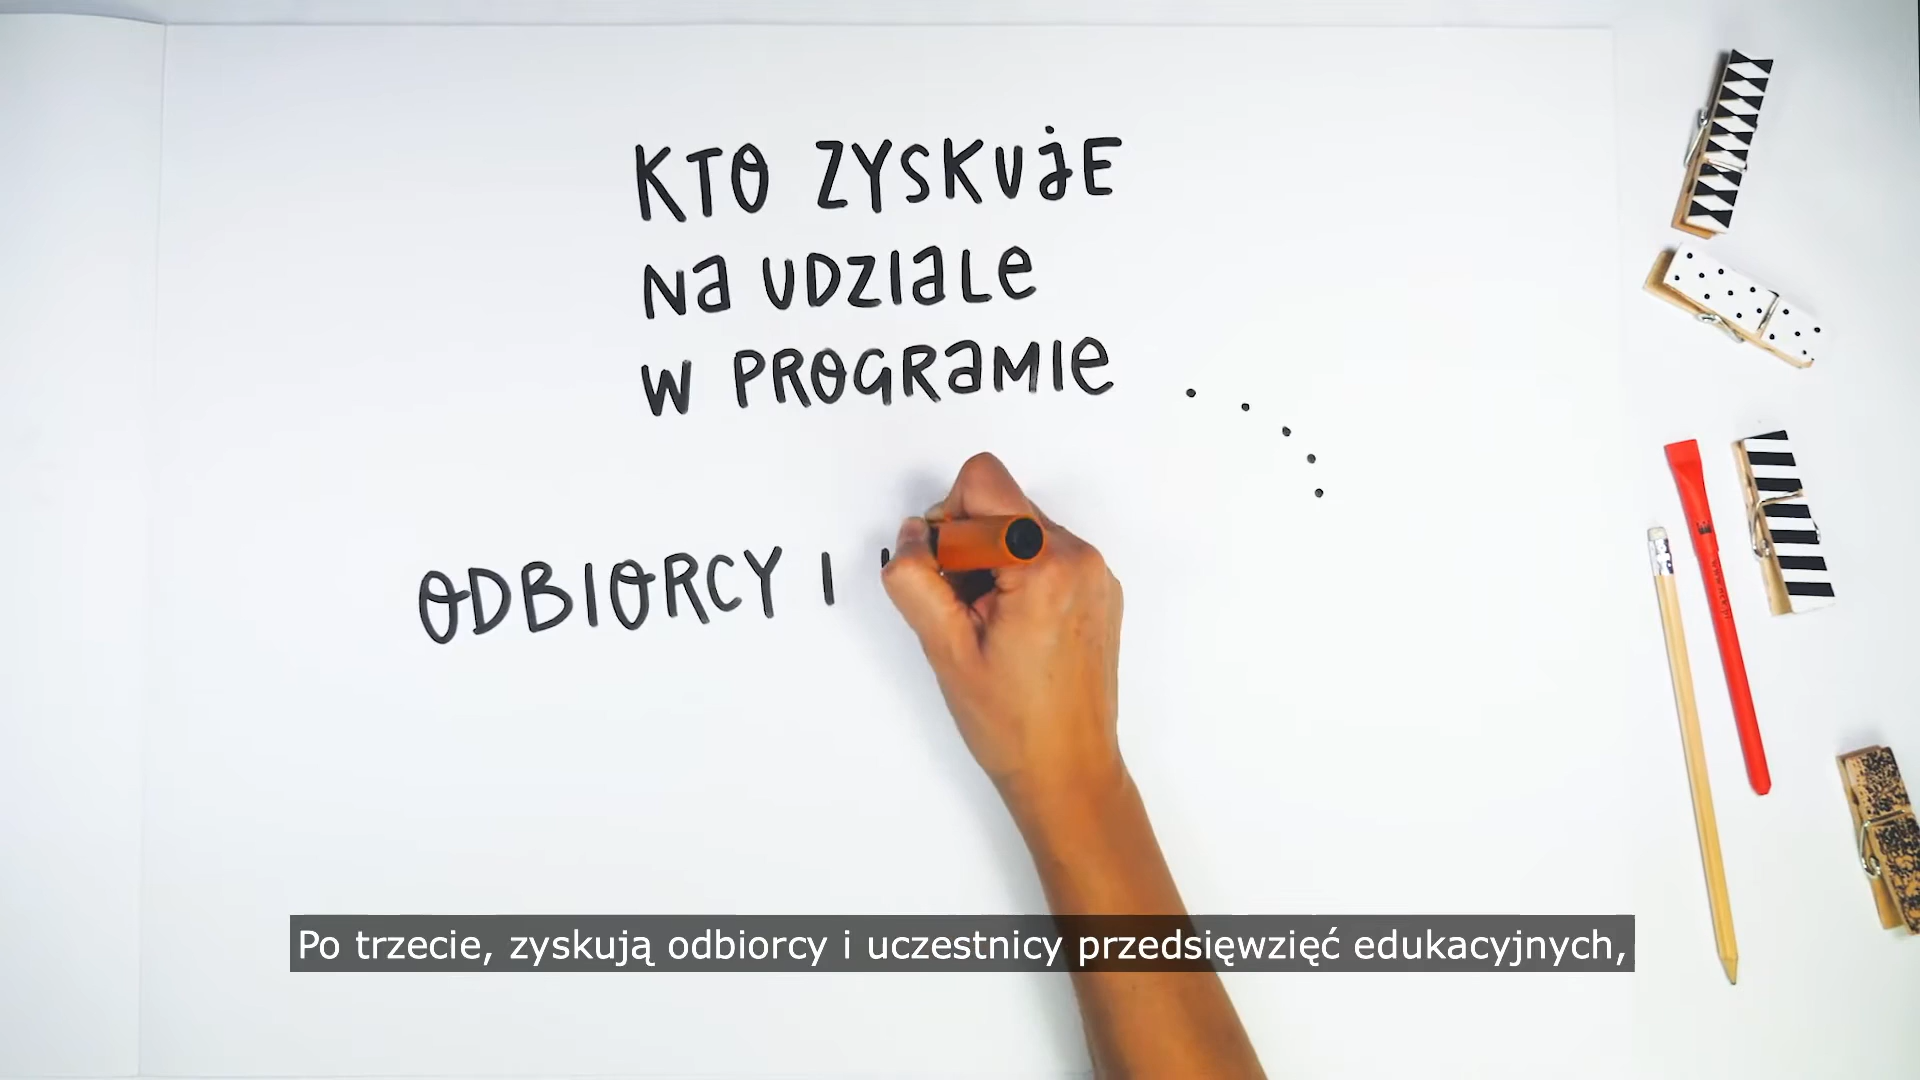 KTO ZYSKUJE
Na UDZIaLe
W PROGRaMIe
ODBIORCY I
Po trzecie, zyskują odbiorcy i uczestnicy przedsięwzięć edukacyjnych,